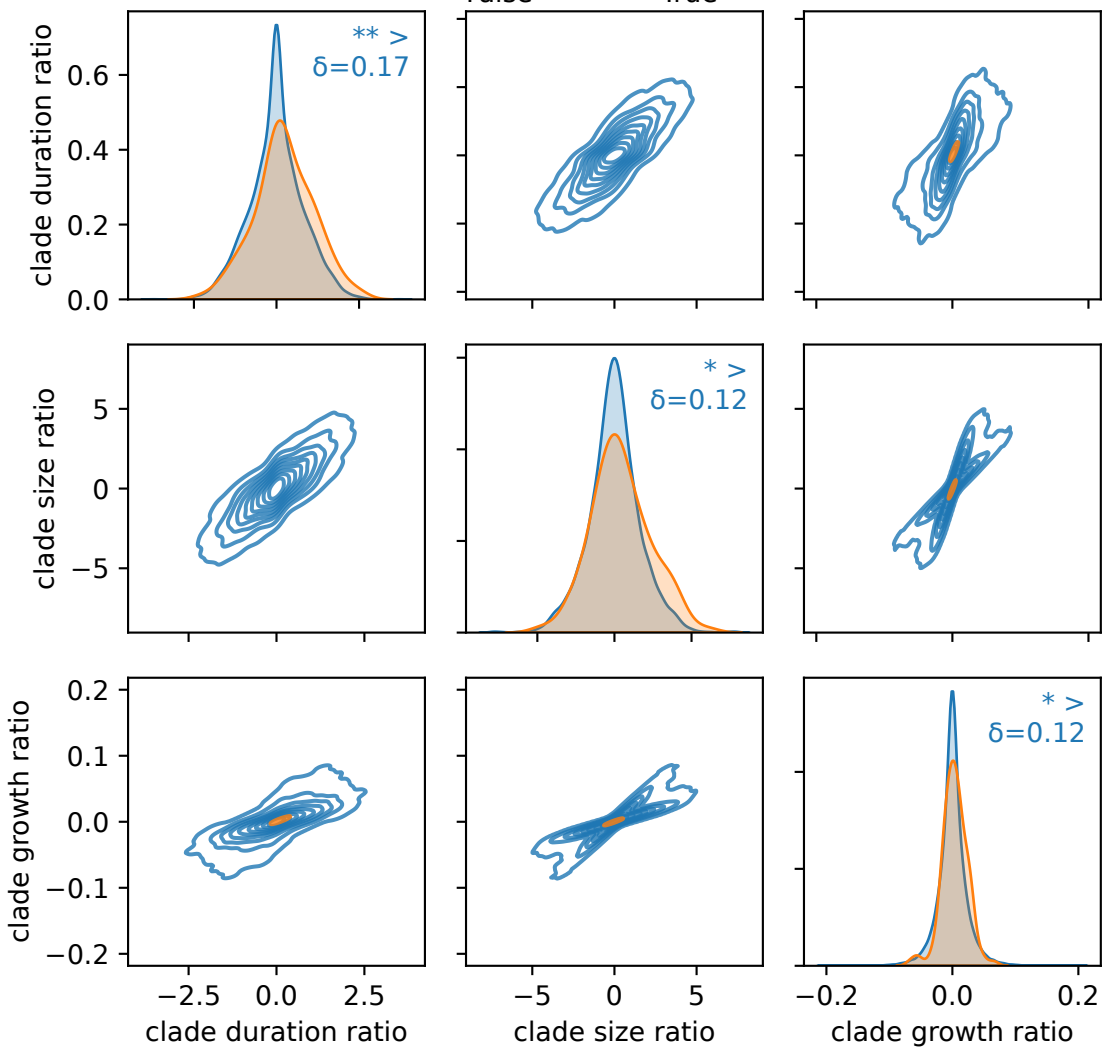 False True
clade duration ratio
0.6
0.4
0.2
0.0
** >
δ=0.17
clade size ratio
5
0
−5
* >
δ=0.12
clade growth ratio
0.2
0.1
0.0
−0.1
−0.2
* >
δ=0.12
−2.5 0.0 2.5
−5 0 5
−0.2 0.0 0.2
clade duration ratio
clade size ratio
clade growth ratio